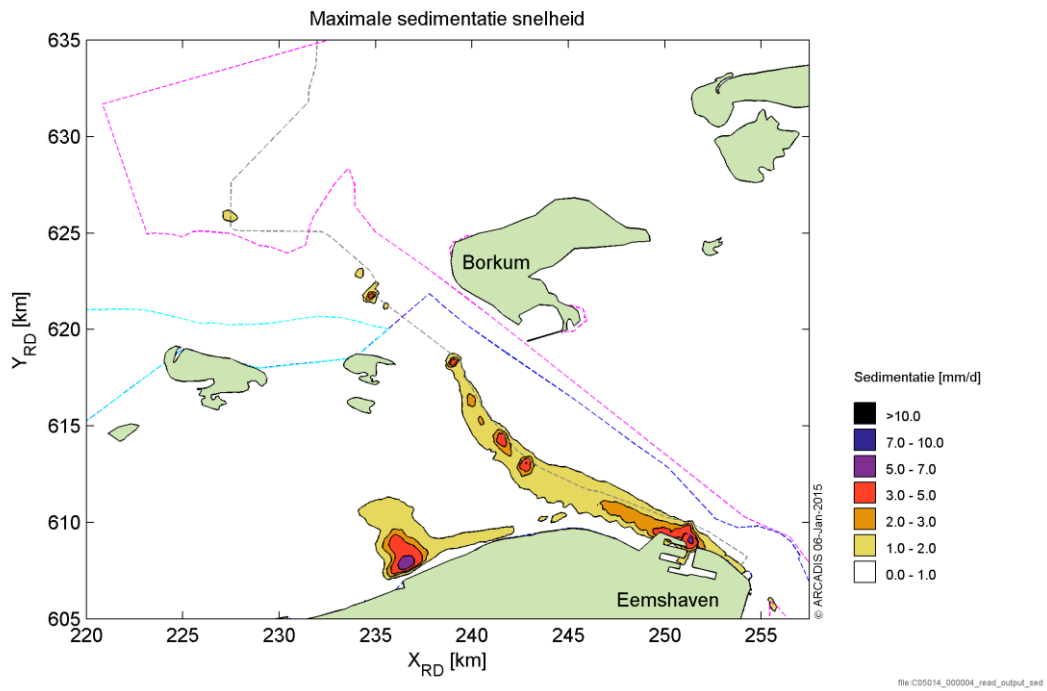 Maximale sedimentatie snelheid
635
630
625
620
615
610
605
Y_RD [km]
220
225
230
235
240
245
250
255
X_RD [km]
Borkum
Eemshaven
© ARCADIS 06-Jan-2015
Sedimentatie [mm/d]
>10.0
7.0 - 10.0
5.0 - 7.0
3.0 - 5.0
2.0 - 3.0
1.0 - 2.0
0.0 - 1.0
file:C05014_000004_read_output_sed